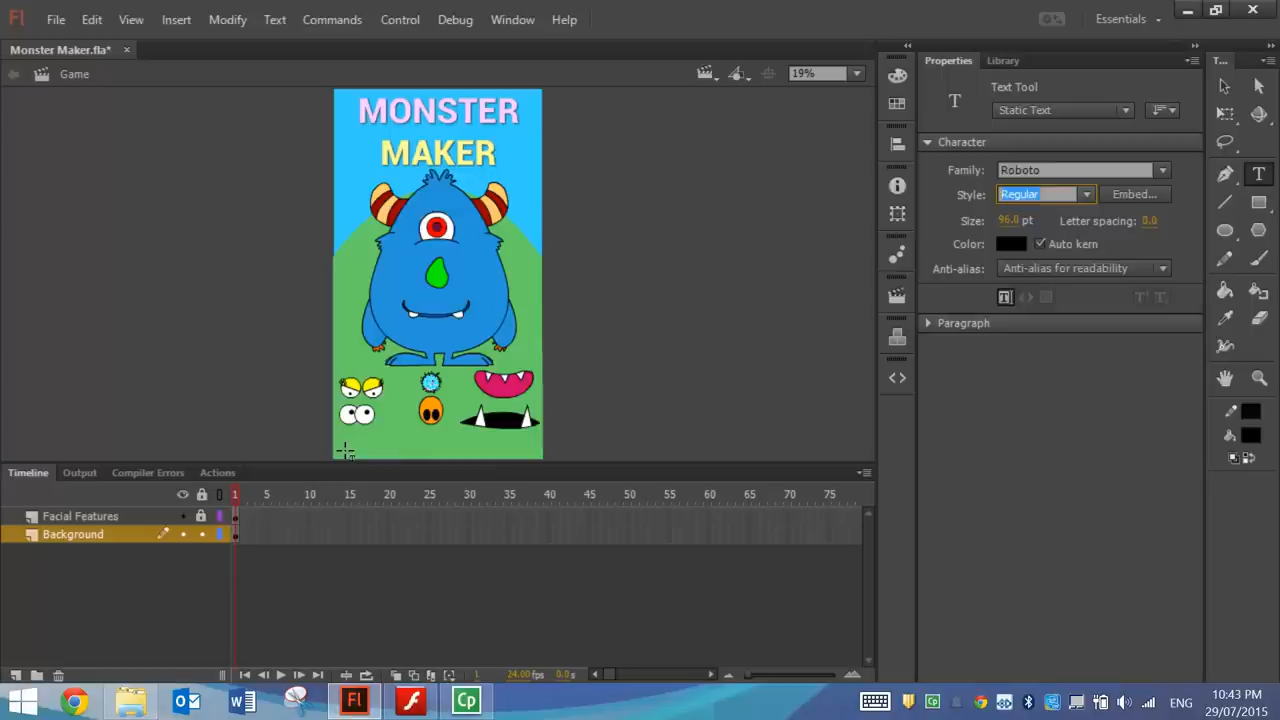 Fl File Edit View Insert Modify Text Commands Control Debug Window Help Essentials
Monster Maker.fla* ×
Game 19%
MONSTER
MAKER
Properties Library T...
Text Tool
Static Text
Character
Family: Roboto
Style: Regular Embed...
Size: 96.0 pt Letter spacing: 0.0
Color: Auto kern
Anti-alias: Anti-alias for readability
Paragraph
Timeline Output Compiler Errors Actions
1 5 10 15 20 25 30 35 40 45 50 55 60 65 70 75
Facial Features
Background
1 24.00 fps 0.0 s
Fl Cp
ENG
10:43 PM
29/07/2015